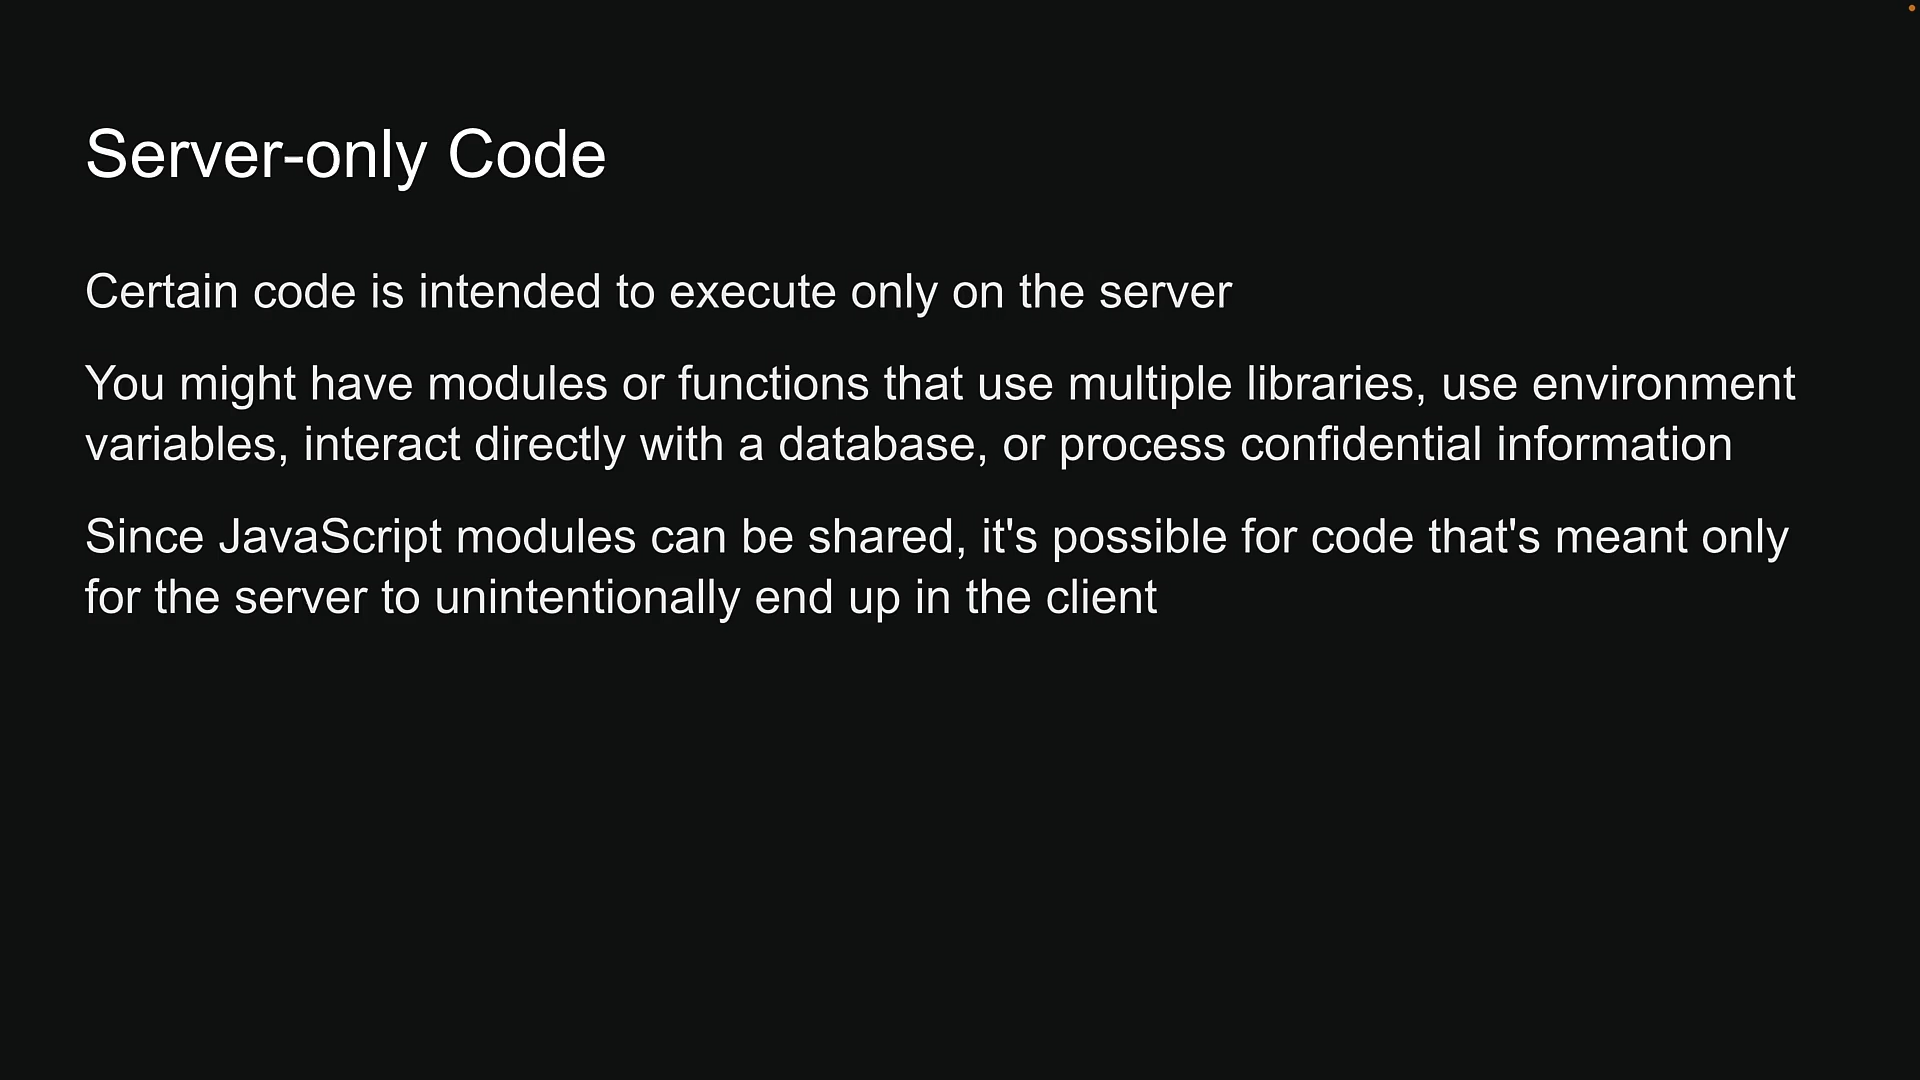 Server-only Code
Certain code is intended to execute only on the server
You might have modules or functions that use multiple libraries, use environment
variables, interact directly with a database, or process confidential information
Since JavaScript modules can be shared, it's possible for code that's meant only
for the server to unintentionally end up in the client